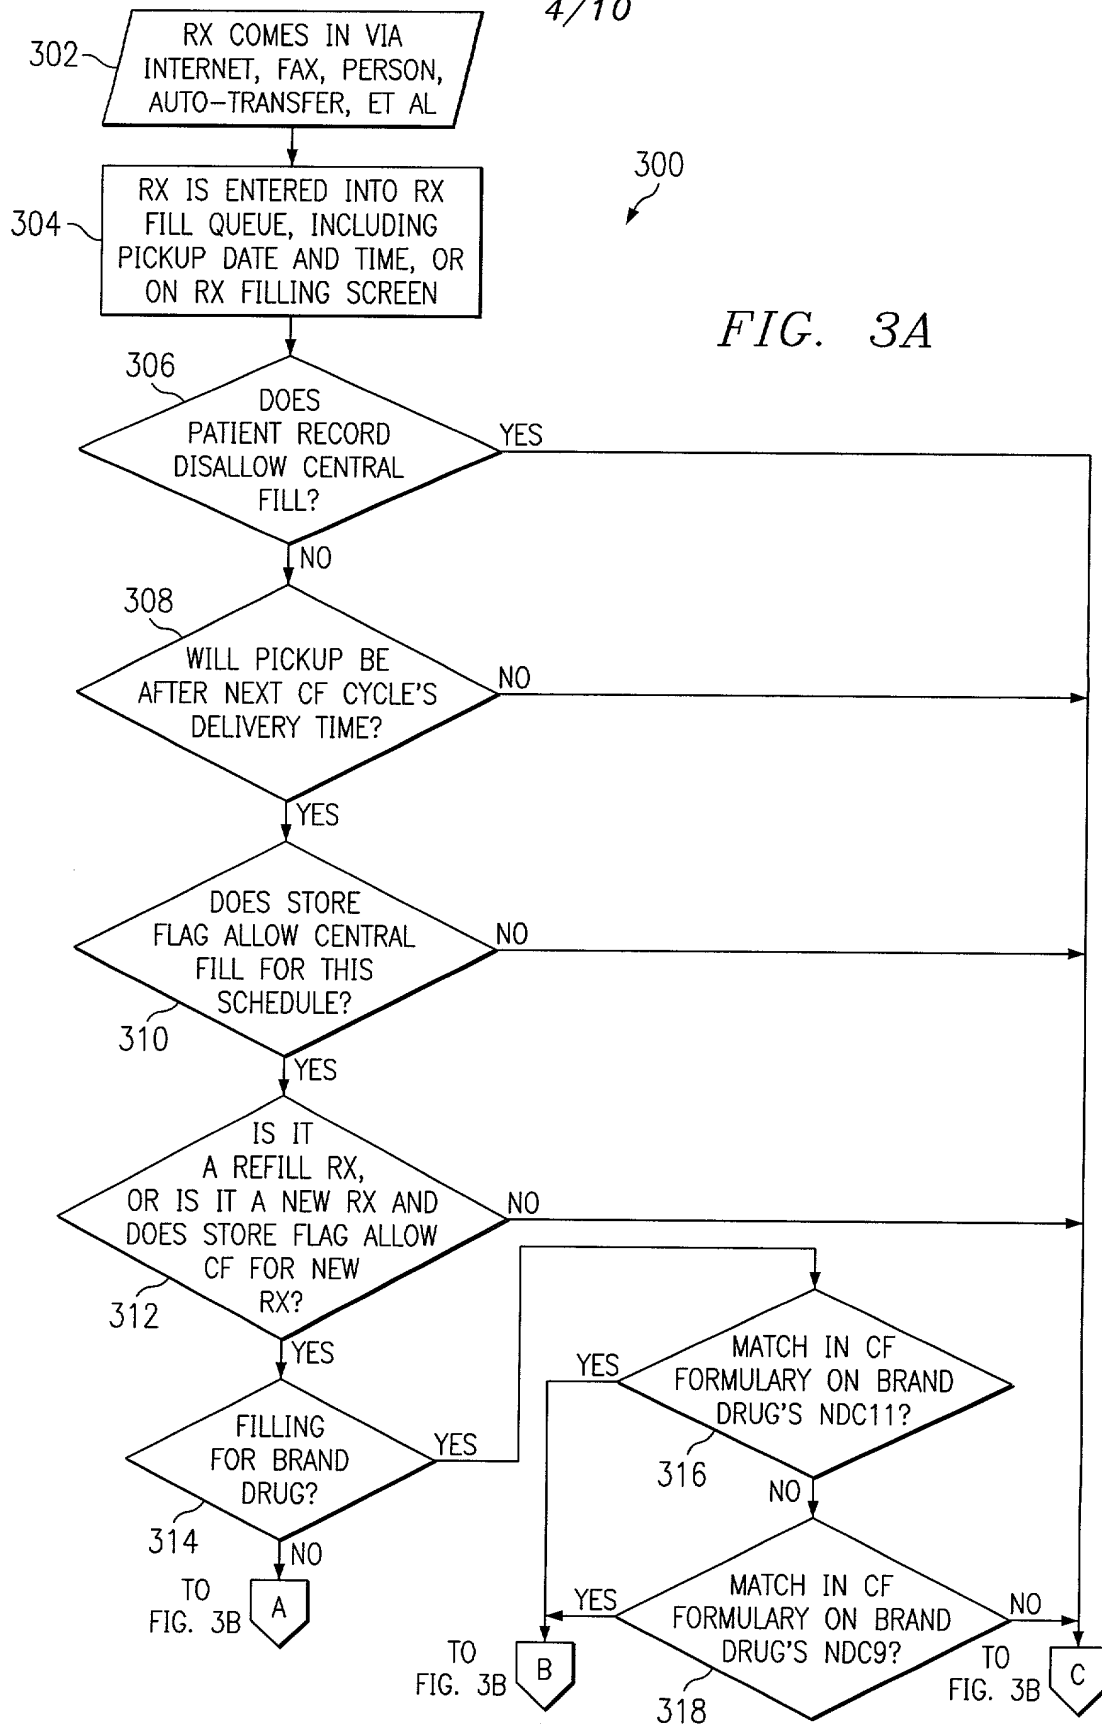 4/10
302
RX COMES IN VIA
INTERNET, FAX, PERSON,
AUTO-TRANSFER, ET AL
300
304
RX IS ENTERED INTO RX
FILL QUEUE, INCLUDING
PICKUP DATE AND TIME, OR
ON RX FILLING SCREEN
FIG. 3A
306
DOES
PATIENT RECORD
DISALLOW CENTRAL
FILL?
YES
NO
308
WILL PICKUP BE
AFTER NEXT CF CYCLE'S
DELIVERY TIME?
NO
YES
DOES STORE
FLAG ALLOW CENTRAL
FILL FOR THIS
SCHEDULE?
NO
310
YES
IS IT
A REFILL RX,
OR IS IT A NEW RX AND
DOES STORE FLAG ALLOW
CF FOR NEW
RX?
NO
312
YES
FILLING
FOR BRAND
DRUG?
YES
314
NO
TO
FIG. 3B
A
MATCH IN CF
FORMULARY ON BRAND
DRUG'S NDC11?
YES
316
NO
MATCH IN CF
FORMULARY ON BRAND
DRUG'S NDC9?
YES
NO
318
TO
FIG. 3B
B
TO
FIG. 3B
C